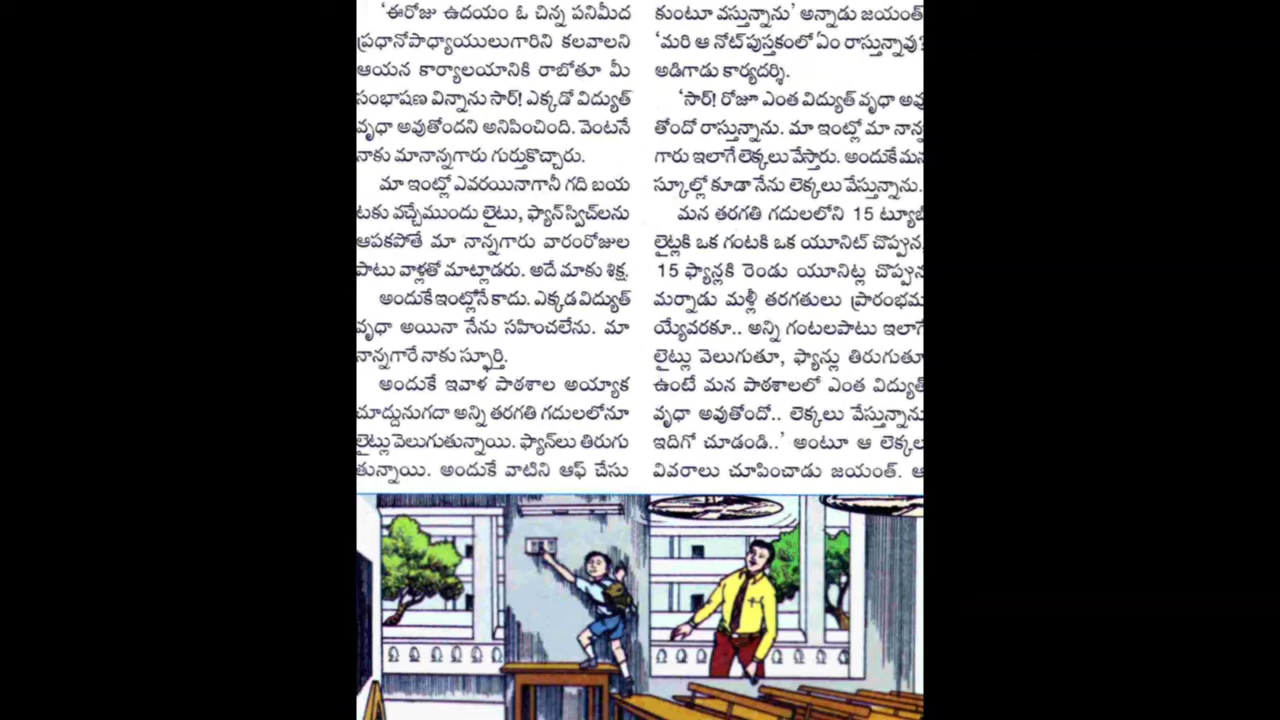 ‘ఈరోజు ఉదయం ఓ చిన్న పనిమీద
ప్రధానోపాధ్యాయులుగారిని కలవాలని
ఆయన కార్యాలయానికి రాబోతూ మీ
సంభాషణ విన్నాను సార్! ఎక్కడో విద్యుత్
వృధా అవుతోందని అనిపించింది. వెంటనే
నాకు మానాన్నగారు గుర్తుకొచ్చారు.
మా ఇంట్లో ఎవరయినాగానీ గది బయ
టకు వచ్చేముందు లైటు, ఫ్యాన్ స్విచ్‌లను
ఆపకపోతే మా నాన్నగారు వారంరోజుల
పాటు వాళ్లతో మాట్లాడరు. అదే మాకు శిక్ష.
అందుకే ఇంట్లోనే కాదు. ఎక్కడ విద్యుత్
వృధా అయినా నేను సహించలేను. మా
నాన్నగారే నాకు స్ఫూర్తి.
అందుకే ఇవాళ పాఠశాల అయ్యాక
చూద్దునుగదా అన్ని తరగతి గదులలోనూ
లైట్లు వెలుగుతున్నాయి. ఫ్యాన్‌లు తిరుగు
తున్నాయి. అందుకే వాటిని ఆఫ్ చేసు
కుంటూ వస్తున్నాను’ అన్నాడు జయంత్
‘మరి ఆ నోట్‌పుస్తకంలో ఏం రాస్తున్నావు?
అడిగాడు కార్యదర్శి.
‘సార్! రోజూ ఎంత విద్యుత్ వృధా అవు
తోందో రాస్తున్నాను. మా ఇంట్లో మా నాన్న
గారు ఇలాగే లెక్కలు వేస్తారు. అందుకే మన
స్కూల్లో కూడా నేను లెక్కలు వేస్తున్నాను.
మన తరగతి గదులలోని 15 ట్యూబ్
లైట్లకి ఒక గంటకి ఒక యూనిట్ చొప్పున
15 ఫ్యాన్లకి రెండు యూనిట్ల చొప్పున
మర్నాడు మళ్లీ తరగతులు ప్రారంభమ
య్యేవరకూ.. అన్ని గంటలపాటు ఇలాగే
లైట్లు వెలుగుతూ, ఫ్యాన్లు తిరుగుతూ
ఉంటే మన పాఠశాలలో ఎంత విద్యుత్
వృధా అవుతోందో.. లెక్కలు వేస్తున్నాను
ఇదిగో చూడండి..’ అంటూ ఆ లెక్కల
వివరాలు చూపించాడు జయంత్. ఆ